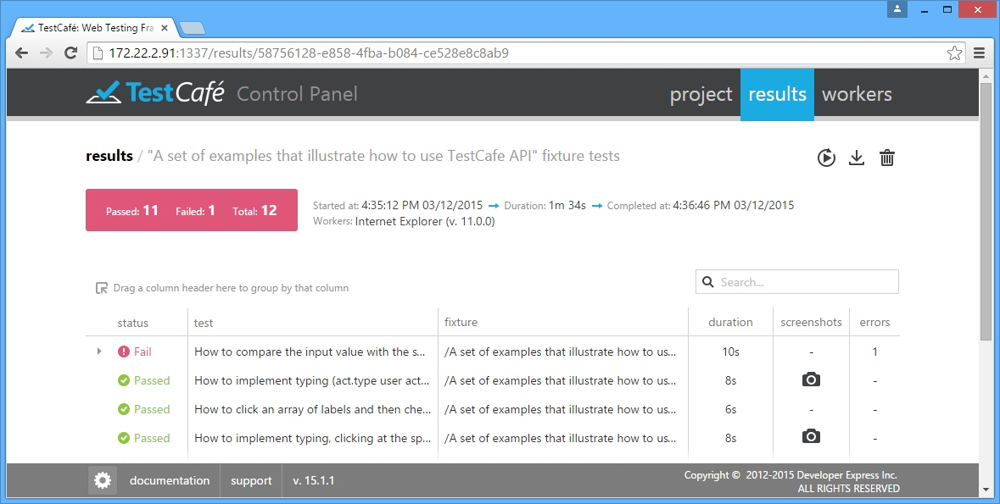 TestCafé: Web Testing Fra
172.22.2.91:1337/results/58756128-e858-4fba-b084-ce528e8c8ab9
TestCafé Control Panel project results workers
results / "A set of examples that illustrate how to use TestCafe API" fixture tests
Passed: 11 Failed: 1 Total: 12
Started at: 4:35:12 PM 03/12/2015 Duration: 1m 34s Completed at: 4:36:46 PM 03/12/2015
Workers: Internet Explorer (v. 11.0.0)
Drag a column header here to group by that column Search...
status test fixture duration screenshots errors
Fail How to compare the input value with the s... /A set of examples that illustrate how to us... 10s - 1
Passed How to implement typing (act.type user act... /A set of examples that illustrate how to us... 8s -
Passed How to click an array of labels and then che... /A set of examples that illustrate how to us... 6s - -
Passed How to implement typing, clicking at the sp... /A set of examples that illustrate how to us... 8s -
documentation support v. 15.1.1
Copyright © 2012-2015 Developer Express Inc.
ALL RIGHTS RESERVED